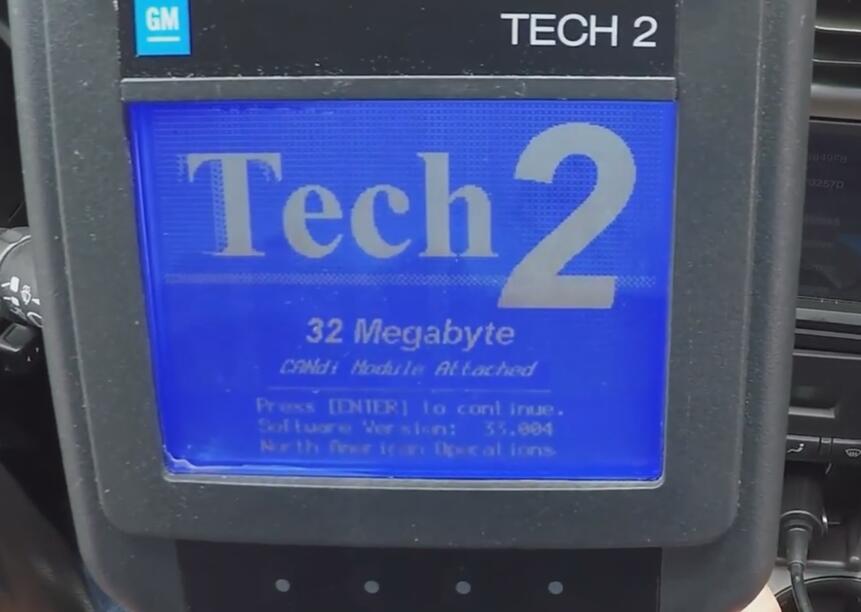 GM
TECH 2
Tech 2
32 Megabyte
CANdi Module Attached
Press [ENTER] to continue.
Software Version: 33.004
North American Operations